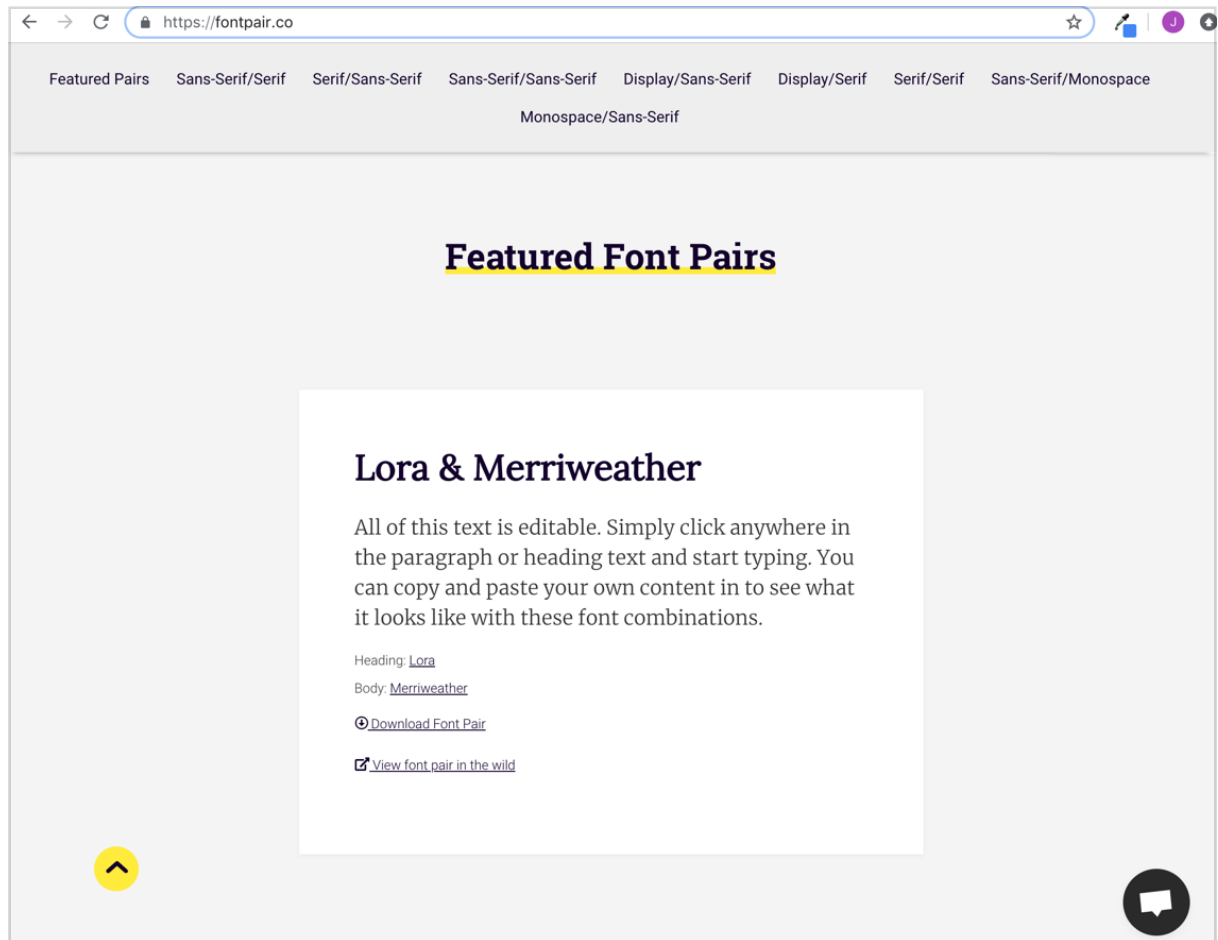 https://fontpair.co
J
Featured Pairs Sans-Serif/Serif Serif/Sans-Serif Sans-Serif/Sans-Serif Display/Sans-Serif Display/Serif Serif/Serif Sans-Serif/Monospace
Monospace/Sans-Serif
Featured Font Pairs
Lora & Merriweather
All of this text is editable. Simply click anywhere in
the paragraph or heading text and start typing. You
can copy and paste your own content in to see what
it looks like with these font combinations.
Heading: Lora
Body: Merriweather
Download Font Pair
View font pair in the wild